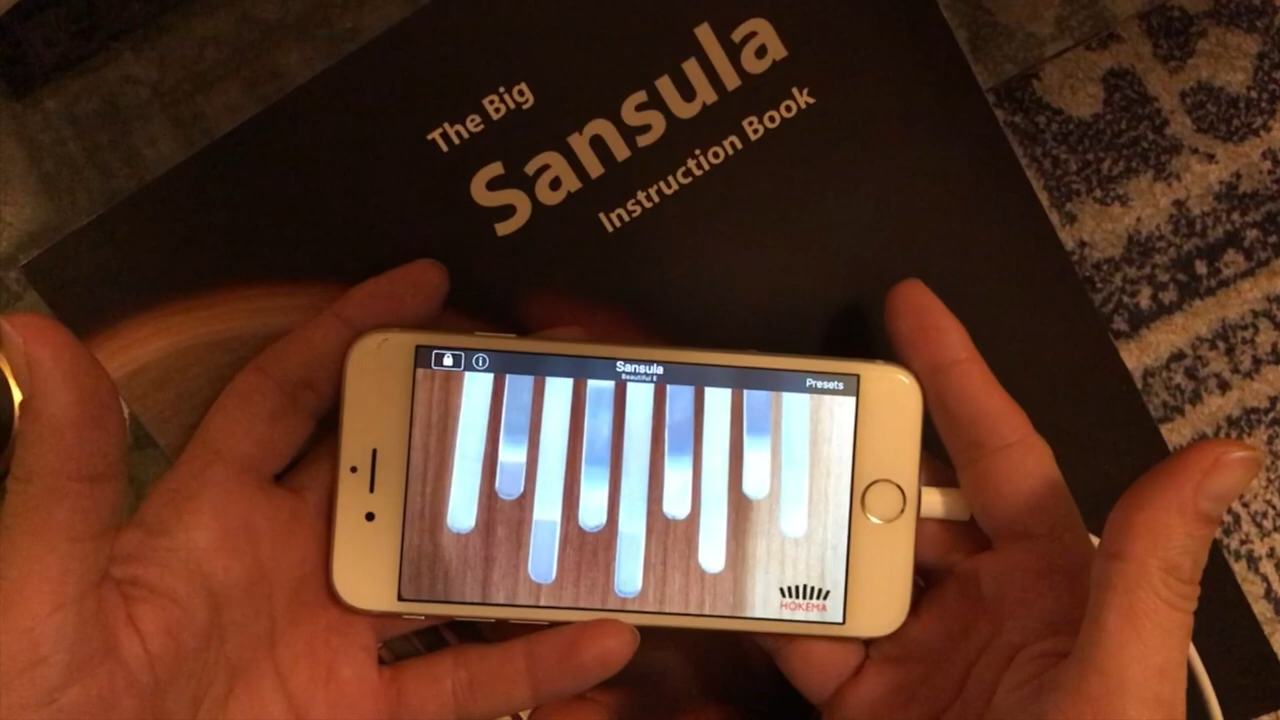 The Big
Sansula
Instruction Book
Sansula
Beautiful E
Presets
HOKEMA